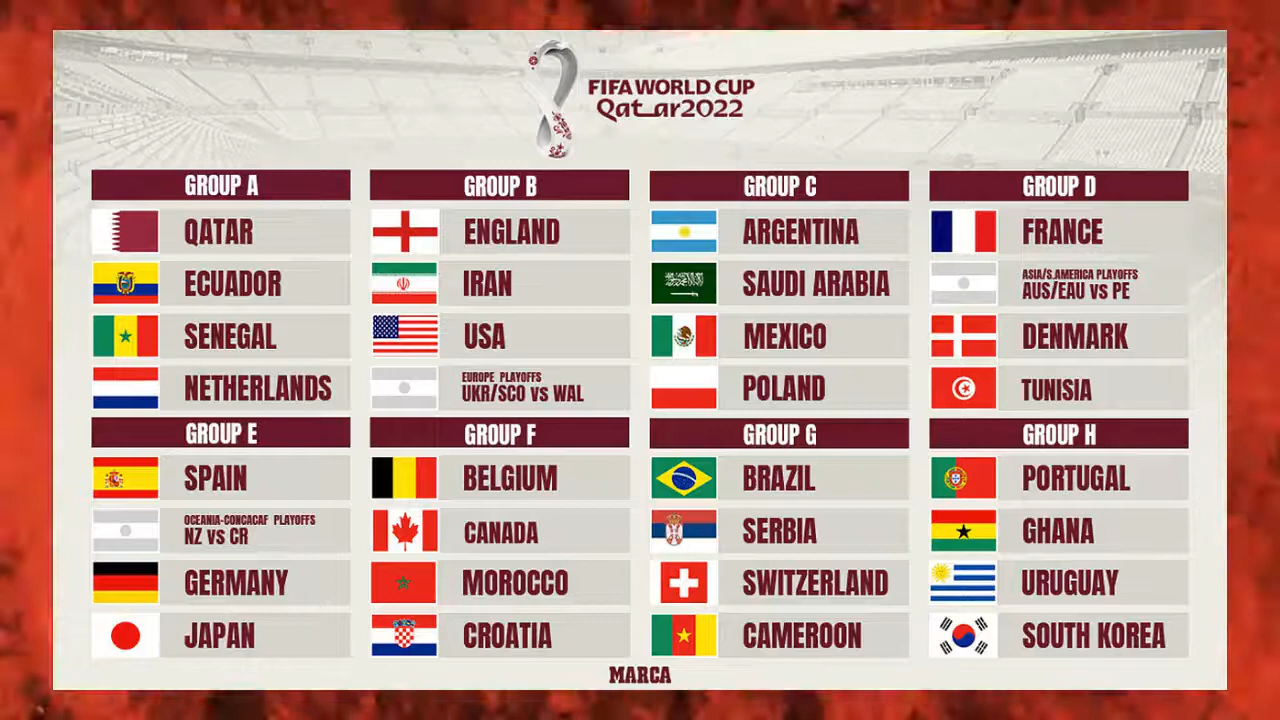 FIFA WORLD CUP
Qatar2022
GROUP A
QATAR
ECUADOR
SENEGAL
NETHERLANDS
GROUP B
ENGLAND
IRAN
USA
EUROPE PLAYOFFS
UKR/SCO vs WAL
GROUP C
ARGENTINA
SAUDI ARABIA
MEXICO
POLAND
GROUP D
FRANCE
ASIA/S.AMERICA PLAYOFFS
AUS/EAU vs PE
DENMARK
TUNISIA
GROUP E
SPAIN
OCEANIA-CONCACAF PLAYOFFS
NZ vs CR
GERMANY
JAPAN
GROUP F
BELGIUM
CANADA
MOROCCO
CROATIA
GROUP G
BRAZIL
SERBIA
SWITZERLAND
CAMEROON
GROUP H
PORTUGAL
GHANA
URUGUAY
SOUTH KOREA
MARCA